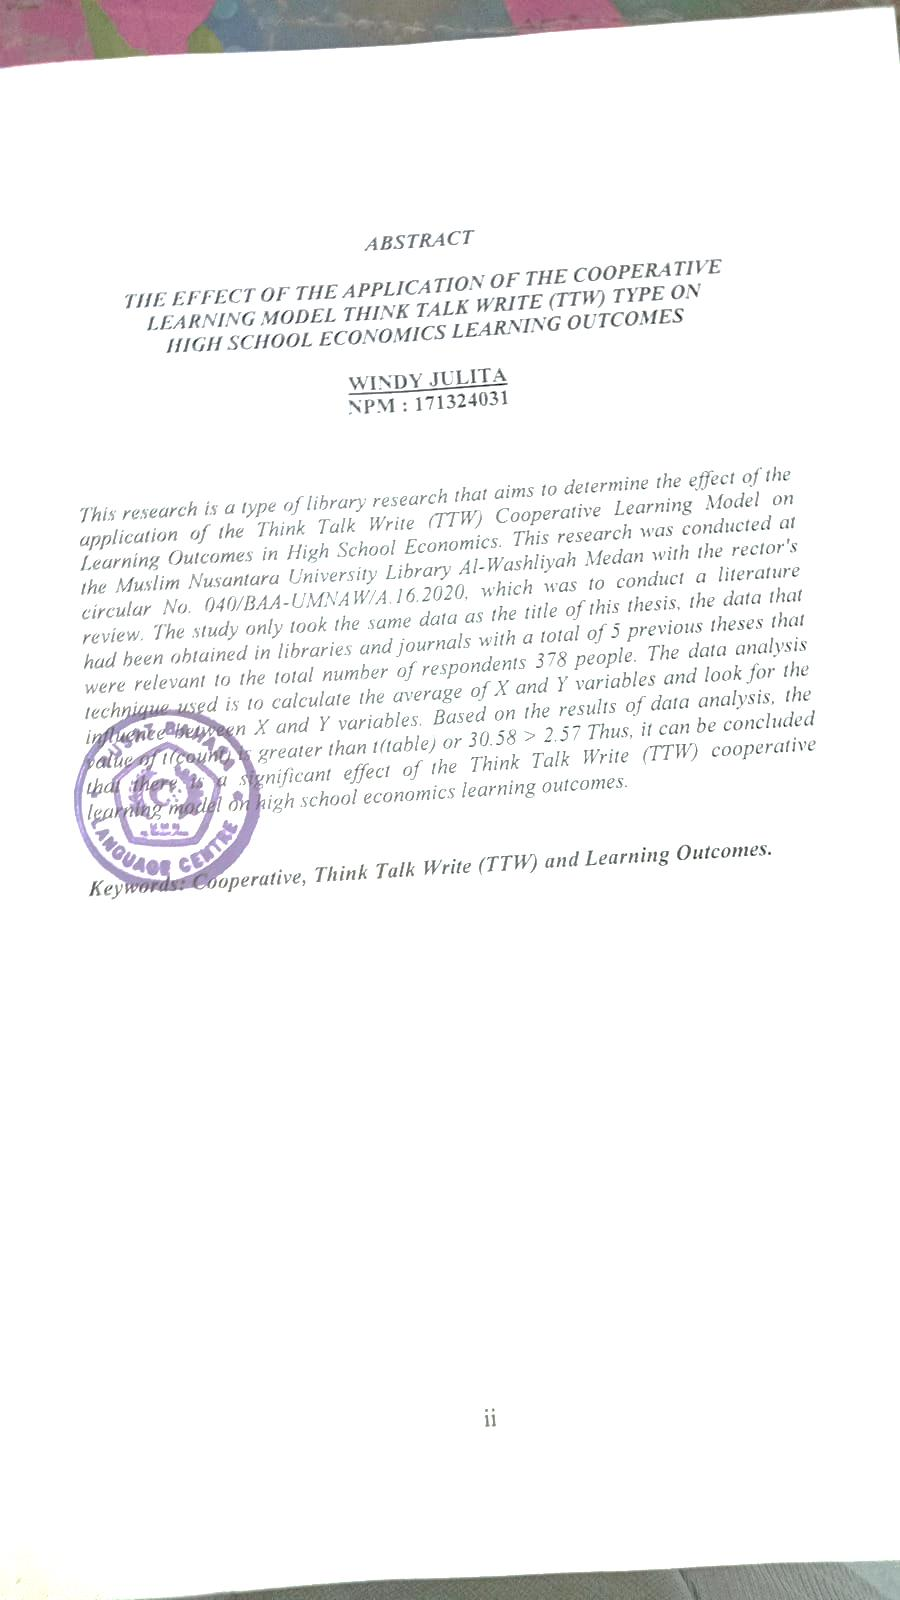 ABSTRACT
THE EFFECT OF THE APPLICATION OF THE COOPERATIVE
LEARNING MODEL THINK TALK WRITE (TTW) TYPE ON
HIGH SCHOOL ECONOMICS LEARNING OUTCOMES
WINDY JULITA
NPM : 171324031
This research is a type of library research that aims to determine the effect of the
application of the Think Talk Write (TTW) Cooperative Learning Model on
Learning Outcomes in High School Economics. This research was conducted at
the Muslim Nusantara University Library Al-Washliyah Medan with the rector's
circular No. 040/BAA-UMNAW/A.16.2020, which was to conduct a literature
review. The study only took the same data as the title of this thesis, the data that
had been obtained in libraries and journals with a total of 5 previous theses that
were relevant to the total number of respondents 378 people. The data analysis
technique used is to calculate the average of X and Y variables and look for the
influence between X and Y variables. Based on the results of data analysis, the
value of t(count) is greater than t(table) or 30.58 > 2.57 Thus, it can be concluded
that there is a significant effect of the Think Talk Write (TTW) cooperative
learning model on high school economics learning outcomes.
PUSAT BAHASA
LANGUAGE CENTRE
Keywords: Cooperative, Think Talk Write (TTW) and Learning Outcomes.
ii